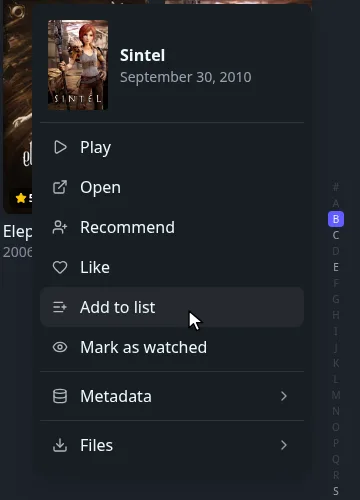 Sintel
September 30, 2010
SINTEL
Play
Open
Recommend
Like
Add to list
Mark as watched
Metadata
Files
Elep
2006
#
A
B
C
D
E
F
G
H
I
J
K
L
M
N
O
P
Q
R
S